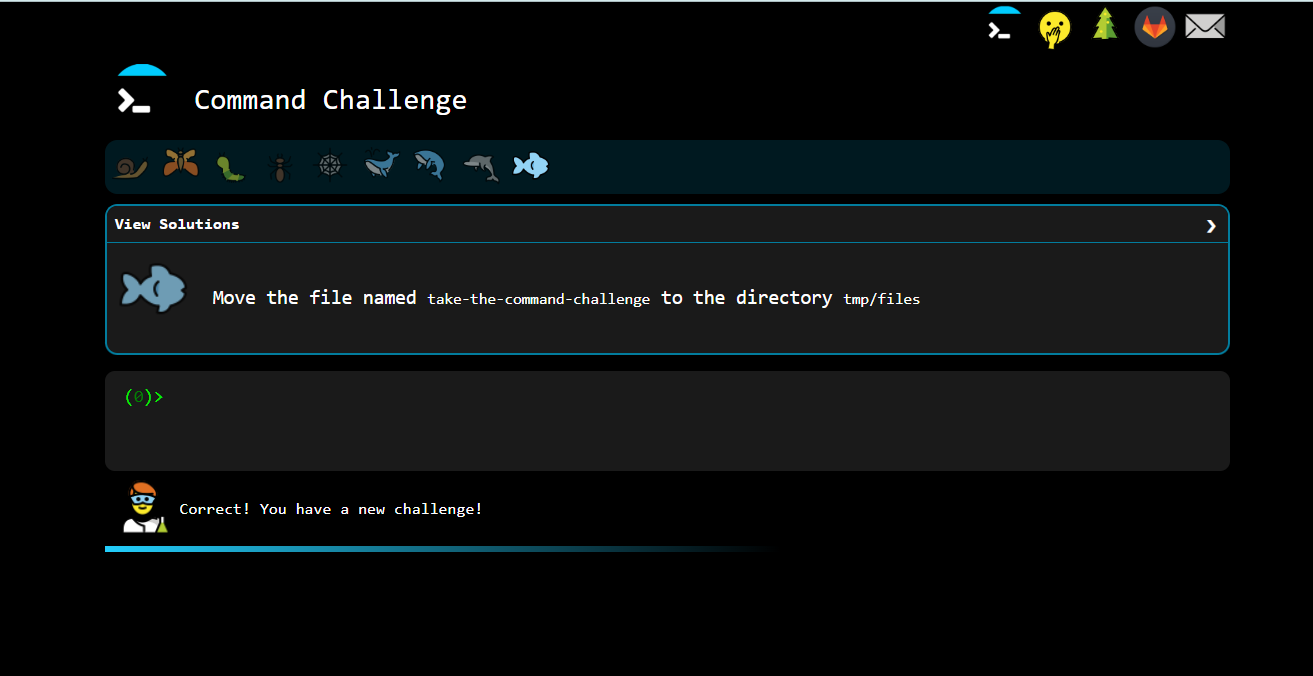 Command Challenge
View Solutions
Move the file named take-the-command-challenge to the directory tmp/files
(0)>
Correct! You have a new challenge!